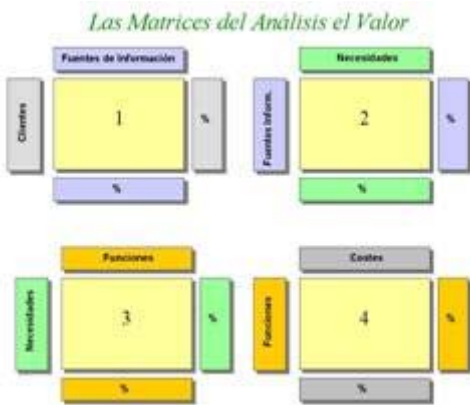 Las Matrices del Análisis el Valor
Fuentes de Información
Clientes
1
%
%
Necesidades
Fuentes Inform.
2
%
%
Funciones
Necesidades
3
%
%
Costes
Funciones
4
%
%